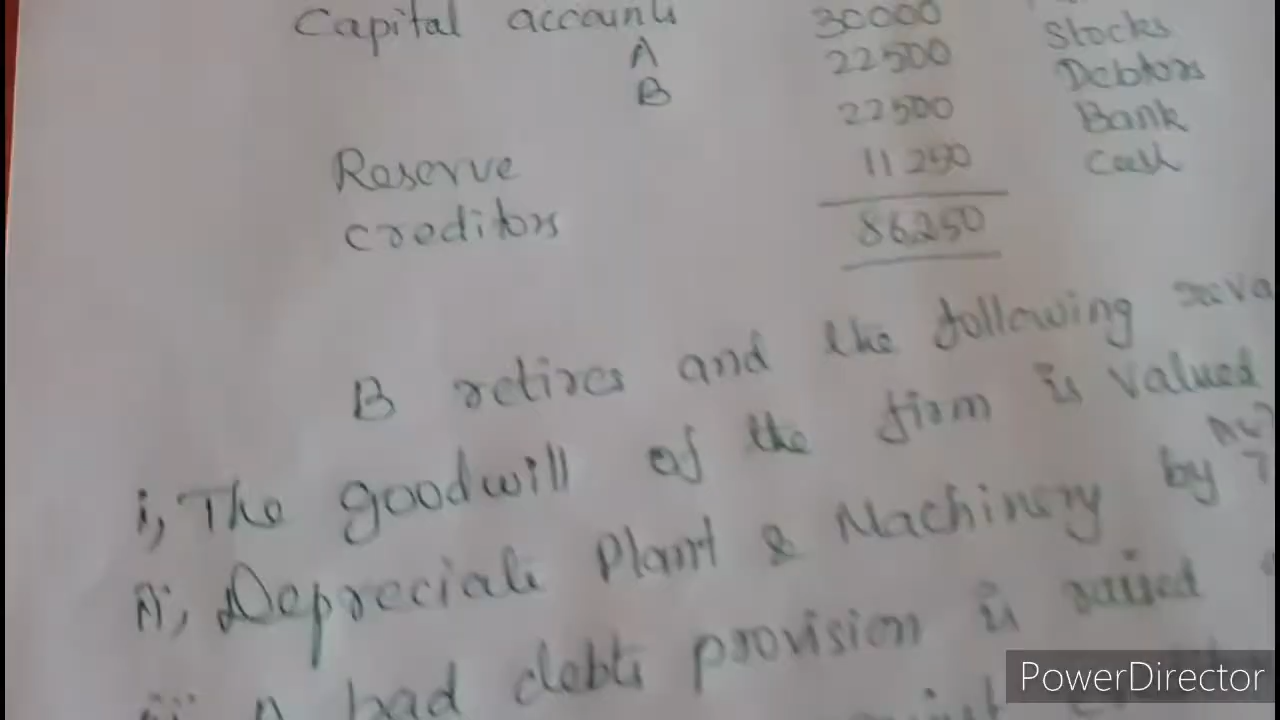 Capital accounts 30000 Stocks
A 22500 Debtors
B 22500 Bank
Reserve 11250 Cash
creditors 86250
B retires and the following
i, The goodwill of the firm is valued
ii, Depreciate Plant & Machinery by
iii A bad debts provision is raised
PowerDirector